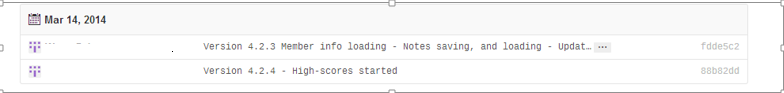 Mar 14, 2014
Version 4.2.3 Member info loading - Notes saving, and loading - Updat… fdde5c2
Version 4.2.4 - High-scores started 88b82dd